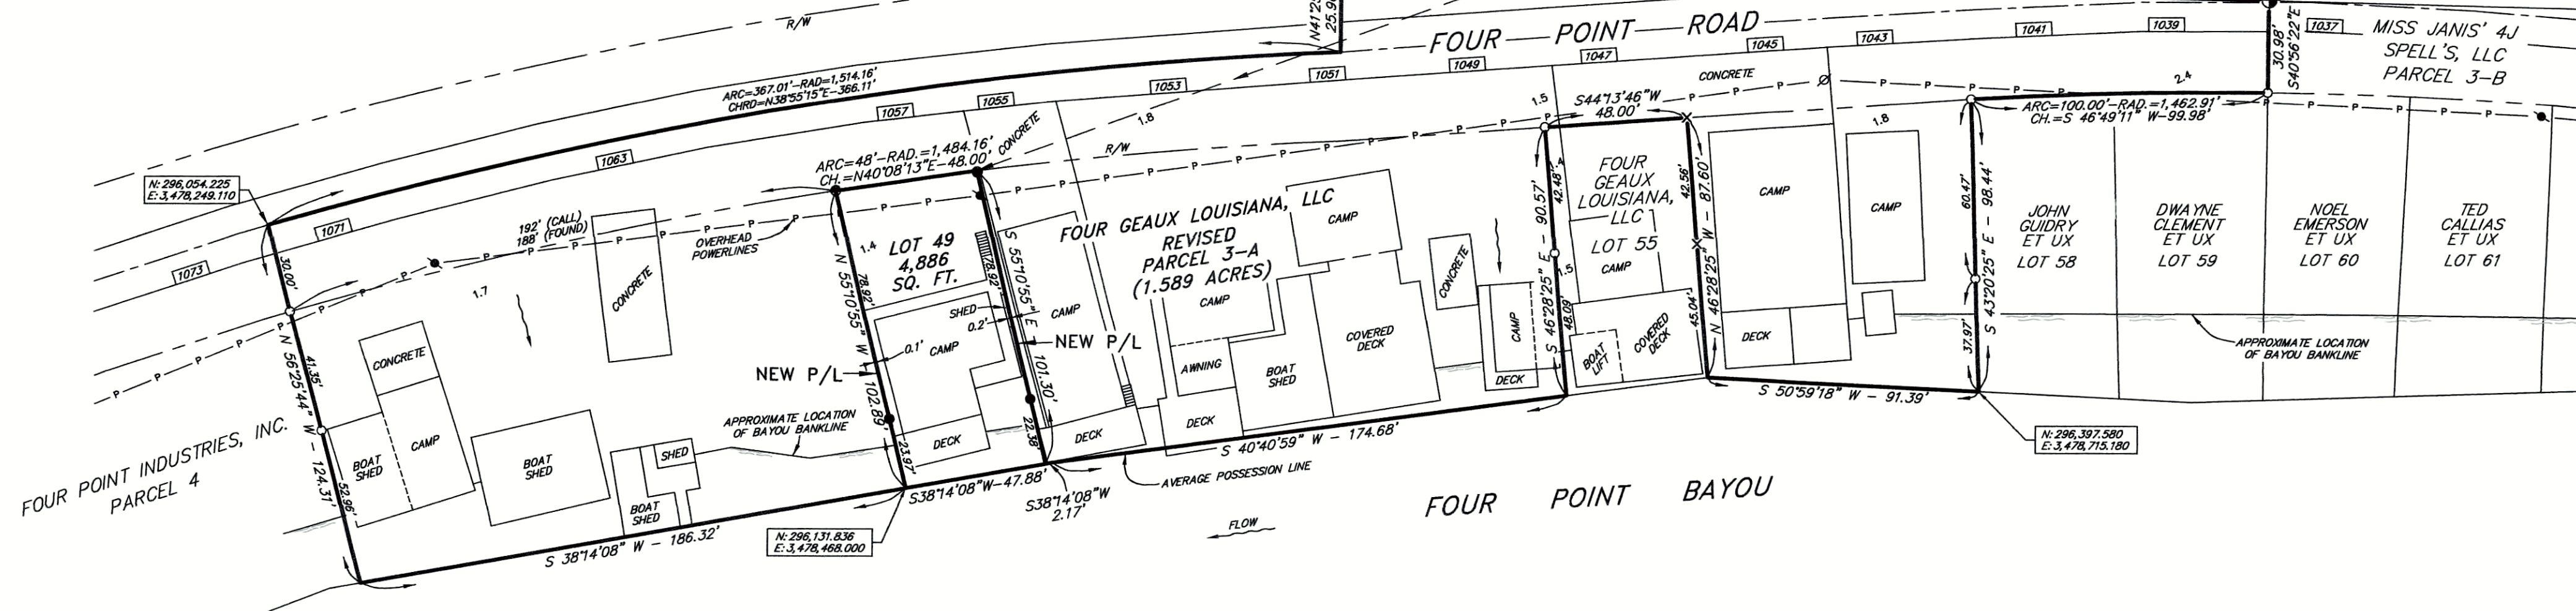 R/W
N41°2
25.9
FOUR POINT ROAD
1041
1039
1037
MISS JANIS' 4J
SPELL'S, LLC
PARCEL 3-B
30.98'
S40°56'22"E
1043
1045
1047
1049
1051
1053
1055
1057
1063
1071
1073
ARC=367.01'-RAD=1,514.16'
CHRD=N38°55'15"E-366.11'
ARC=48'-RAD.=1,484.16'
CH.=N40°08'13"E-48.00'
CONCRETE
1.8
R/W
1.5
S44°13'46"W
48.00'
CONCRETE
2.4
ARC=100.00'-RAD.=1,462.91'
CH.=S 46°49'11" W-99.98'
1.8
N: 296,054.225
E: 3,478,249.110
192' (CALL)
188' (FOUND)
OVERHEAD
POWERLINES
30.00'
41.35'
52.96'
N 56°25'44" W - 124.31'
1.7
CONCRETE
1.4
LOT 49
4,886
SQ. FT.
78.92'
N 55°10'55" W - 102.89'
23.97'
78.92'
S 55°10'55" E - 101.30'
22.38'
FOUR GEAUX LOUISIANA, LLC
REVISED
PARCEL 3-A
(1.589 ACRES)
CAMP
CAMP
CONCRETE
FOUR
GEAUX
LOUISIANA,
LLC
LOT 55
CAMP
42.48'
1.5
48.09'
S 46°28'25" E - 90.57'
42.56'
45.04'
N 46°28'25" W - 87.60'
CAMP
CAMP
DECK
60.47'
37.97'
S 43°20'25" E - 98.44'
JOHN
GUIDRY
ET UX
LOT 58
DWAYNE
CLEMENT
ET UX
LOT 59
NOEL
EMERSON
ET UX
LOT 60
TED
CALLIAS
ET UX
LOT 61
APPROXIMATE LOCATION
OF BAYOU BANKLINE
SHED
0.2'
CAMP
0.1'
CAMP
NEW P/L
NEW P/L
AWNING
BOAT
SHED
COVERED
DECK
CAMP
DECK
BOAT
LIFT
COVERED
DECK
CONCRETE
CAMP
BOAT
SHED
BOAT
SHED
SHED
BOAT
SHED
APPROXIMATE LOCATION
OF BAYOU BANKLINE
DECK
DECK
DECK
S 50°59'18" W - 91.39'
N: 296,397.580
E: 3,478,715.180
S 40°40'59" W - 174.68'
AVERAGE POSSESSION LINE
S38°14'08"W-47.88'
S38°14'08"W
2.17'
FOUR POINT INDUSTRIES, INC.
PARCEL 4
S 38°14'08" W - 186.32'
N: 296,131.836
E: 3,478,468.000
FLOW
FOUR POINT BAYOU